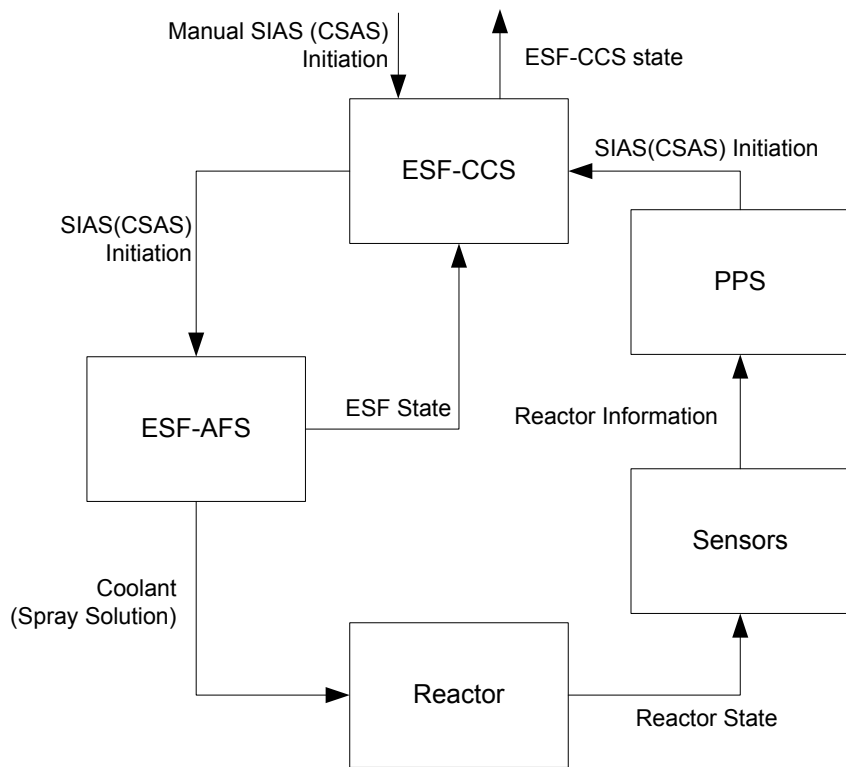 Manual SIAS (CSAS)
Initiation
ESF-CCS state
SIAS(CSAS) Initiation
ESF-CCS
SIAS(CSAS)
Initiation
PPS
ESF State
Reactor Information
ESF-AFS
Sensors
Coolant
(Spray Solution)
Reactor
Reactor State